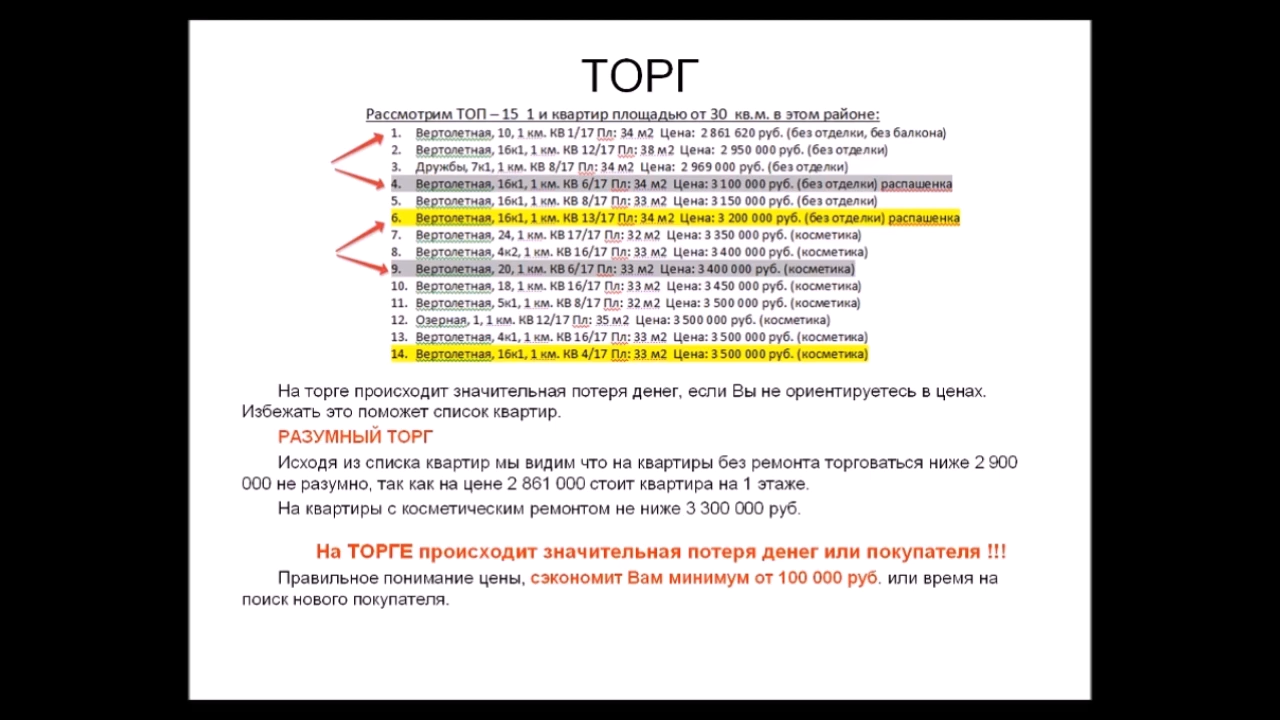 ТОРГ
Рассмотрим ТОП – 15 1 и квартир площадью от 30 кв.м. в этом районе:
1. Вертолетная, 10, 1 км. КВ 1/17 Пл: 34 м2 Цена: 2 861 620 руб. (без отделки, без балкона)
2. Вертолетная, 16к1, 1 км. КВ 12/17 Пл: 38 м2 Цена: 2 950 000 руб. (без отделки)
3. Дружбы, 7к1, 1 км. КВ 8/17 Пл: 34 м2 Цена: 2 969 000 руб. (без отделки)
4. Вертолетная, 16к1, 1 км. КВ 6/17 Пл: 34 м2 Цена: 3 100 000 руб. (без отделки) распашенка
5. Вертолетная, 16к1, 1 км. КВ 8/17 Пл: 33 м2 Цена: 3 150 000 руб. (без отделки)
6. Вертолетная, 16к1, 1 км. КВ 13/17 Пл: 34 м2 Цена: 3 200 000 руб. (без отделки) распашенка
7. Вертолетная, 24, 1 км. КВ 17/17 Пл: 32 м2 Цена: 3 350 000 руб. (косметика)
8. Вертолетная, 4к2, 1 км. КВ 16/17 Пл: 33 м2 Цена: 3 400 000 руб. (косметика)
9. Вертолетная, 20, 1 км. КВ 6/17 Пл: 33 м2 Цена: 3 400 000 руб. (косметика)
10. Вертолетная, 18, 1 км. КВ 16/17 Пл: 33 м2 Цена: 3 450 000 руб. (косметика)
11. Вертолетная, 5к1, 1 км. КВ 8/17 Пл: 32 м2 Цена: 3 500 000 руб. (косметика)
12. Озерная, 1, 1 км. КВ 12/17 Пл: 35 м2 Цена: 3 500 000 руб. (косметика)
13. Вертолетная, 4к1, 1 км. КВ 16/17 Пл: 33 м2 Цена: 3 500 000 руб. (косметика)
14. Вертолетная, 16к1, 1 км. КВ 4/17 Пл: 33 м2 Цена: 3 500 000 руб. (косметика)
На торге происходит значительная потеря денег, если Вы не ориентируетесь в ценах.
Избежать это поможет список квартир.
РАЗУМНЫЙ ТОРГ
Исходя из списка квартир мы видим что на квартиры без ремонта торговаться ниже 2 900
000 не разумно, так как на цене 2 861 000 стоит квартира на 1 этаже.
На квартиры с косметическим ремонтом не ниже 3 300 000 руб.
На ТОРГЕ происходит значительная потеря денег или покупателя !!!
Правильное понимание цены, сэкономит Вам минимум от 100 000 руб. или время на
поиск нового покупателя.